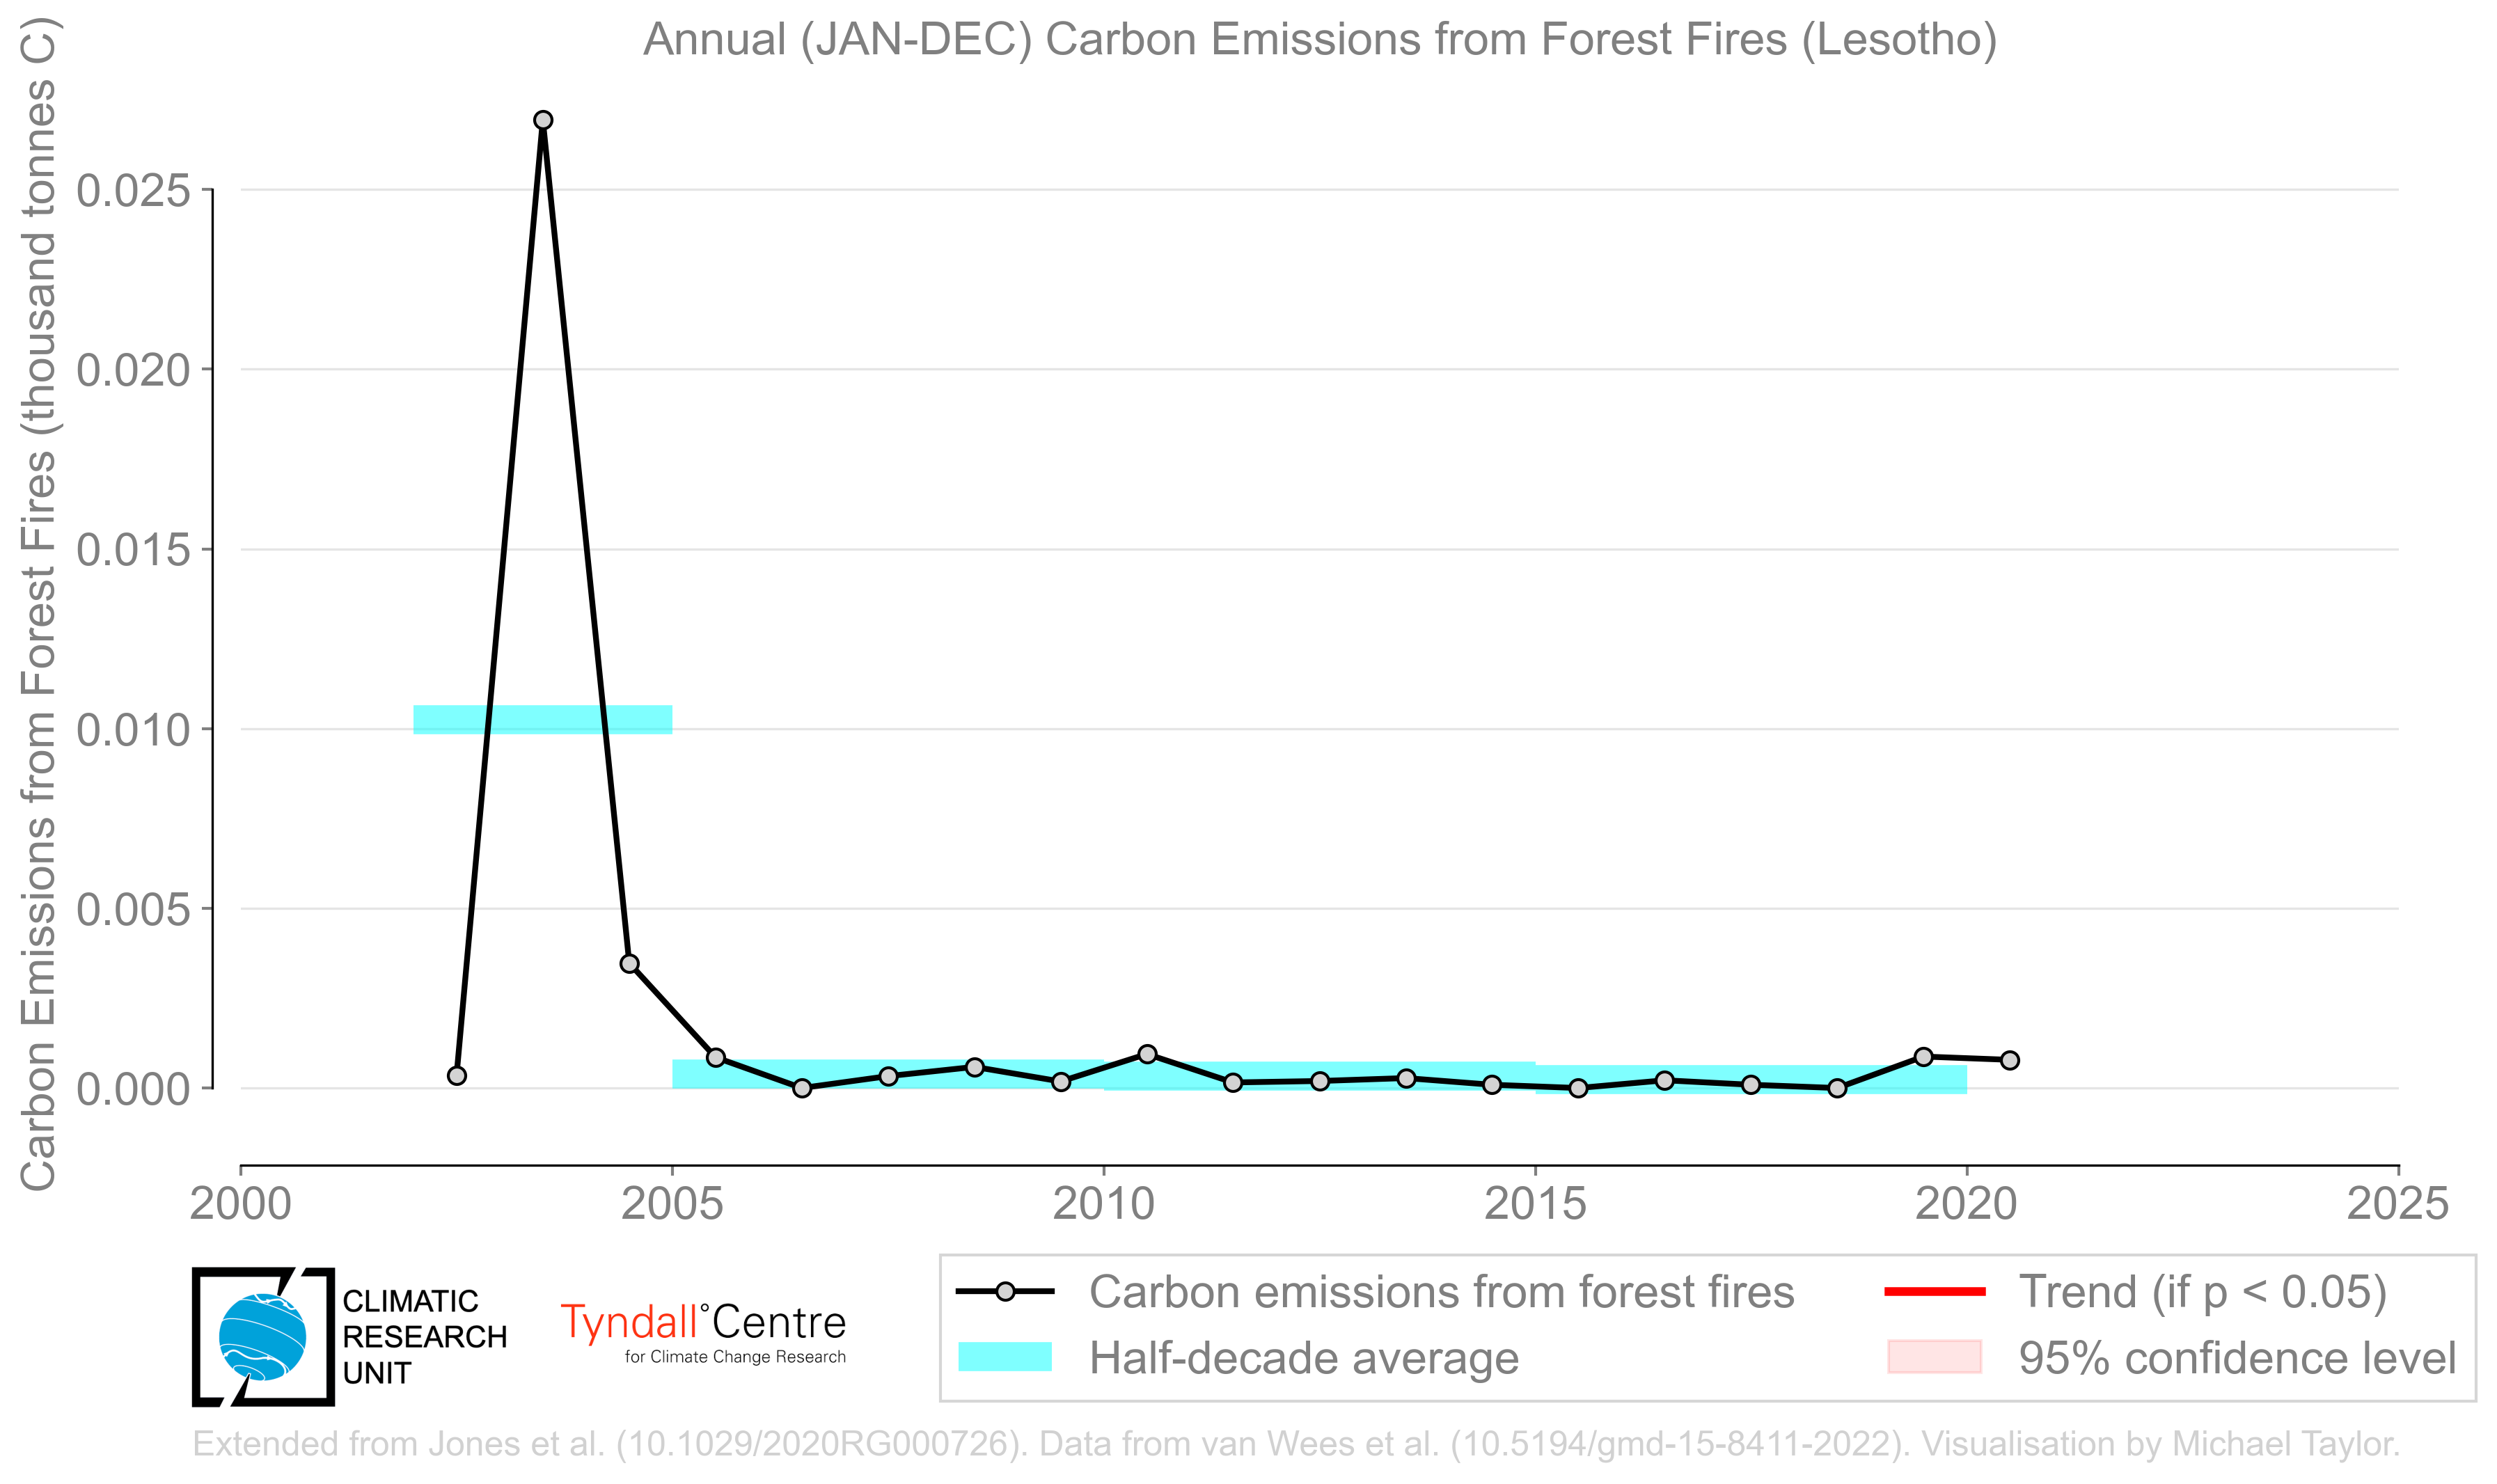 Annual (JAN-DEC) Carbon Emissions from Forest Fires (Lesotho)
Carbon Emissions from Forest Fires (thousand tonnes C)
0.025
0.020
0.015
0.010
0.005
0.000
2000 2005 2010 2015 2020 2025
CLIMATIC
RESEARCH
UNIT
Tyndall°Centre
for Climate Change Research
Carbon emissions from forest fires
Half-decade average
Trend (if p < 0.05)
95% confidence level
Extended from Jones et al. (10.1029/2020RG000726). Data from van Wees et al. (10.5194/gmd-15-8411-2022). Visualisation by Michael Taylor.